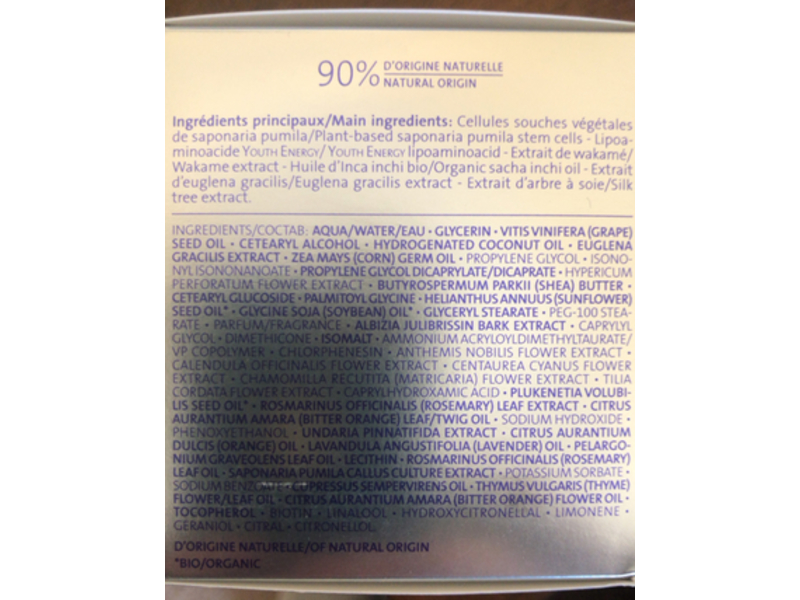 90% D'ORIGINE NATURELLE
NATURAL ORIGIN
Ingrédients principaux/Main ingredients: Cellules souches végétales
de saponaria pumila/Plant-based saponaria pumila stem cells - Lipoa-
minoacide YOUTH ENERGY/ YOUTH ENERGY lipoaminoacid - Extrait de wakamé/
Wakame extract - Huile d'Inca inchi bio/Organic sacha inchi oil - Extrait
d'euglena gracilis/Euglena gracilis extract - Extrait d'arbre à soie/Silk
tree extract.
INGREDIENTS/COCTAB: AQUA/WATER/EAU • GLYCERIN • VITIS VINIFERA (GRAPE)
SEED OIL • CETEARYL ALCOHOL • HYDROGENATED COCONUT OIL • EUGLENA
GRACILIS EXTRACT • ZEA MAYS (CORN) GERM OIL • PROPYLENE GLYCOL • ISONO-
NYL ISONONANOATE • PROPYLENE GLYCOL DICAPRYLATE/DICAPRATE • HYPERICUM
PERFORATUM FLOWER EXTRACT • BUTYROSPERMUM PARKII (SHEA) BUTTER •
CETEARYL GLUCOSIDE • PALMITOYL GLYCINE • HELIANTHUS ANNUUS (SUNFLOWER)
SEED OIL* • GLYCINE SOJA (SOYBEAN) OIL* • GLYCERYL STEARATE • PEG-100 STEA-
RATE • PARFUM/FRAGRANCE • ALBIZIA JULIBRISSIN BARK EXTRACT • CAPRYLYL
GLYCOL • DIMETHICONE • ISOMALT • AMMONIUM ACRYLOYLDIMETHYLTAURATE/
VP COPOLYMER • CHLORPHENESIN • ANTHEMIS NOBILIS FLOWER EXTRACT •
CALENDULA OFFICINALIS FLOWER EXTRACT • CENTAUREA CYANUS FLOWER
EXTRACT • CHAMOMILLA RECUTITA (MATRICARIA) FLOWER EXTRACT • TILIA
CORDATA FLOWER EXTRACT • CAPRYLHYDROXAMIC ACID • PLUKENETIA VOLUBI-
LIS SEED OIL* • ROSMARINUS OFFICINALIS (ROSEMARY) LEAF EXTRACT • CITRUS
AURANTIUM AMARA (BITTER ORANGE) LEAF/TWIG OIL • SODIUM HYDROXIDE •
PHENOXYETHANOL • UNDARIA PINNATIFIDA EXTRACT • CITRUS AURANTIUM
DULCIS (ORANGE) OIL • LAVANDULA ANGUSTIFOLIA (LAVENDER) OIL • PELARGO-
NIUM GRAVEOLENS LEAF OIL • LECITHIN • ROSMARINUS OFFICINALIS (ROSEMARY)
LEAF OIL • SAPONARIA PUMILA CALLUS CULTURE EXTRACT • POTASSIUM SORBATE •
SODIUM SEMPERVIRENS OIL • THYMUS VULGARIS (THYME)
FLOWER/LEAF OIL • CITRUS AURANTIUM AMARA (BITTER ORANGE) FLOWER OIL •
TOCOPHEROL • BIOTIN • LINALOOL • HYDROXYCITRONELLAL • LIMONENE •
GERANIOL • CITRAL • CITRONELLOL.
D'ORIGINE NATURELLE/OF NATURAL ORIGIN
*BIO/ORGANIC